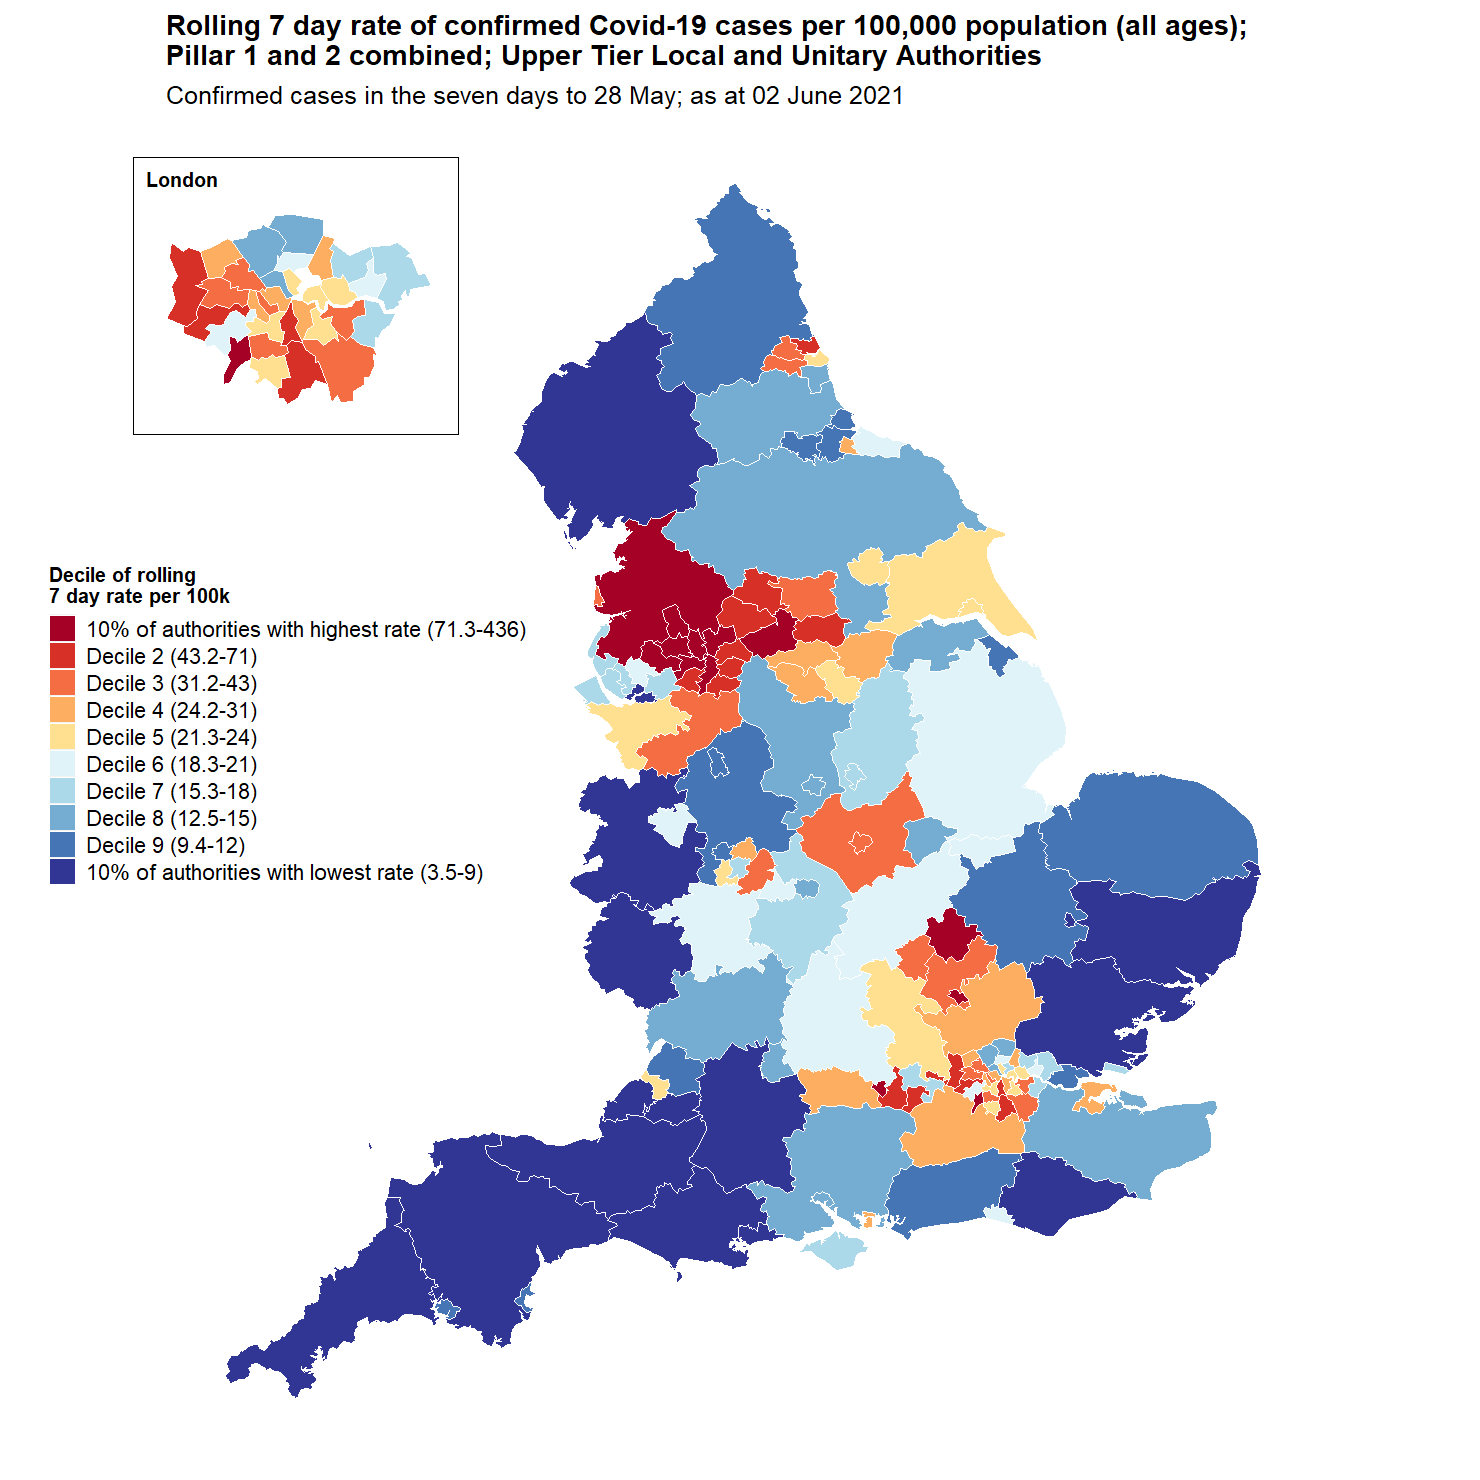 Rolling 7 day rate of confirmed Covid-19 cases per 100,000 population (all ages);
Pillar 1 and 2 combined; Upper Tier Local and Unitary Authorities
Confirmed cases in the seven days to 28 May; as at 02 June 2021
London
Decile of rolling
7 day rate per 100k
10% of authorities with highest rate (71.3-436)
Decile 2 (43.2-71)
Decile 3 (31.2-43)
Decile 4 (24.2-31)
Decile 5 (21.3-24)
Decile 6 (18.3-21)
Decile 7 (15.3-18)
Decile 8 (12.5-15)
Decile 9 (9.4-12)
10% of authorities with lowest rate (3.5-9)